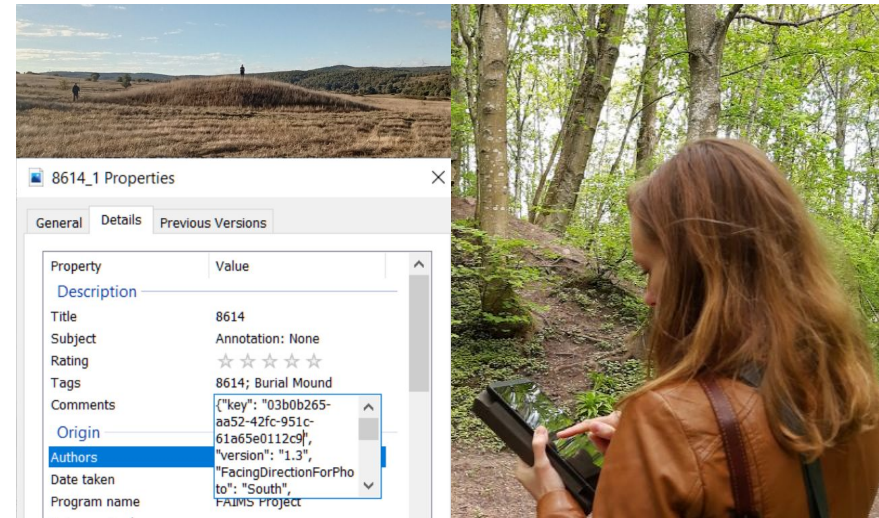 8614_1 Properties
General Details Previous Versions
Property Value
Description
Title 8614
Subject Annotation: None
Rating
Tags 8614; Burial Mound
Comments {"key": "03b0b265-
aa52-42fc-951c-
61a65e0112c9",
"version": "1.3",
"FacingDirectionForPho
to": "South",
Origin
Authors
Date taken
Program name FAIMS Project